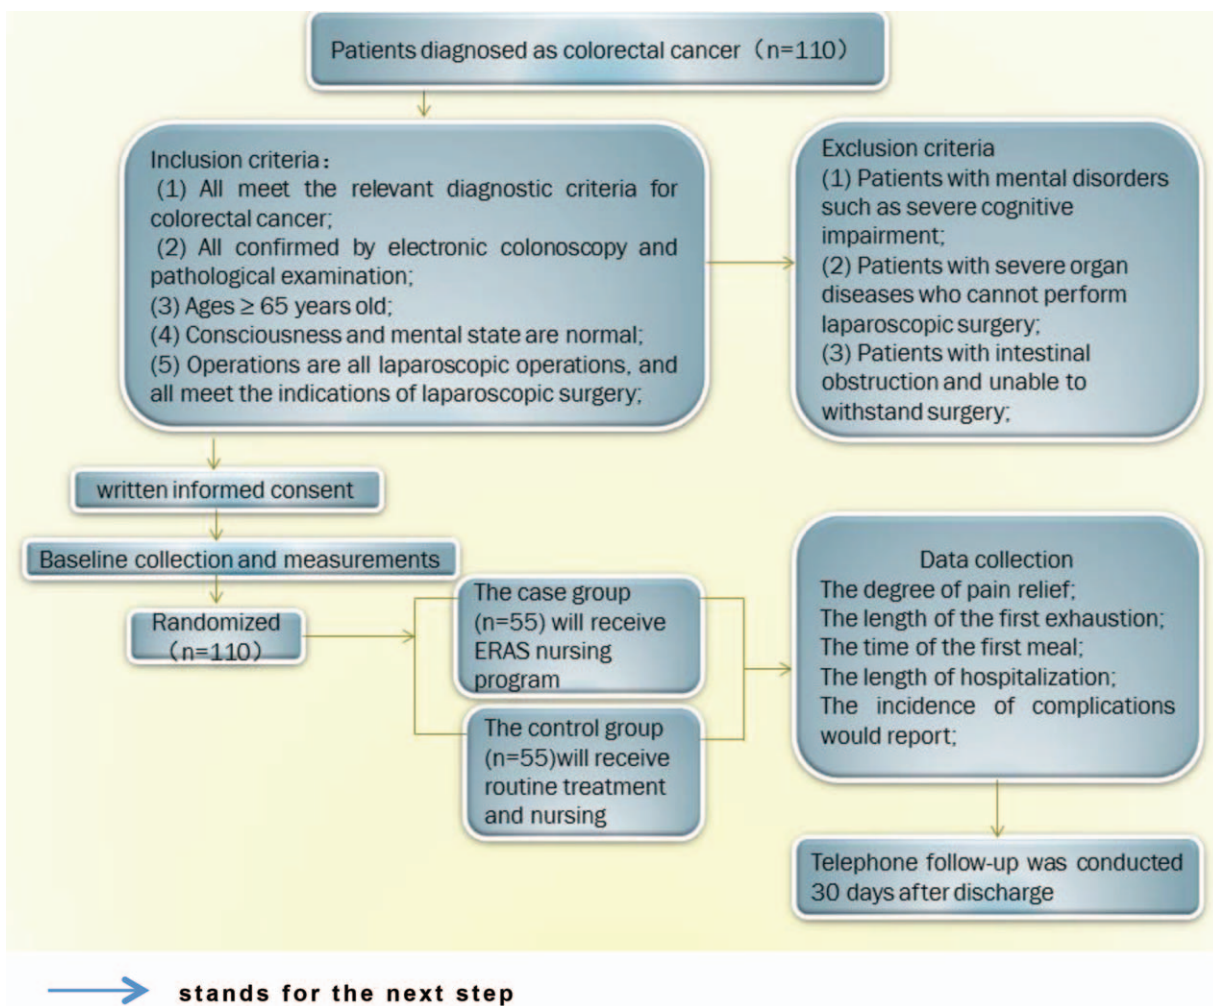 Patients diagnosed as colorectal cancer（n=110）
Inclusion criteria：
(1) All meet the relevant diagnostic criteria for
colorectal cancer;
(2) All confirmed by electronic colonoscopy and
pathological examination;
(3) Ages ≥ 65 years old;
(4) Consciousness and mental state are normal;
(5) Operations are all laparoscopic operations, and
all meet the indications of laparoscopic surgery;
Exclusion criteria
(1) Patients with mental disorders
such as severe cognitive
impairment;
(2) Patients with severe organ
diseases who cannot perform
laparoscopic surgery;
(3) Patients with intestinal
obstruction and unable to
withstand surgery;
written informed consent
Baseline collection and measurements
Randomized
（n=110）
The case group
(n=55) will receive
ERAS nursing
program
The control group
(n=55)will receive
routine treatment
and nursing
Data collection
The degree of pain relief;
The length of the first exhaustion;
The time of the first meal;
The length of hospitalization;
The incidence of complications
would report;
Telephone follow-up was conducted
30 days after discharge
stands for the next step